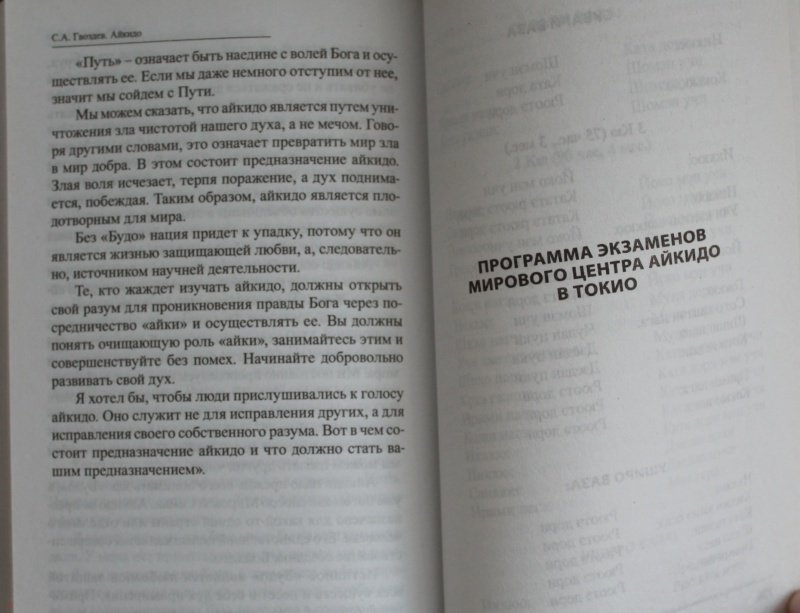 С.А. Гвоздев. Айкидо
«Путь» – означает быть наедине с волей Бога и осу-
ществлять ее. Если мы даже немного отступим от нее,
значит мы сойдем с Пути.
Мы можем сказать, что айкидо является путем уни-
чтожения зла чистотой нашего духа, а не мечом. Гово-
ря другими словами, это означает превратить мир зла
в мир добра. В этом состоит предназначение айкидо.
Злая воля исчезает, терпя поражение, а дух поднима-
ется, побеждая. Таким образом, айкидо является пло-
дотворным для мира.
Без «Будо» нация придет к упадку, потому что он
является жизнью защищающей любви, а, следователь-
но, источником научней деятельности.
Те, кто жаждет изучать айкидо, должны открыть
свой разум для проникновения правды Бога через по-
средничество «айки» и осуществлять ее. Вы должны
понять очищающую роль «айки», занимайтесь этим и
совершенствуйте без помех. Начинайте добровольно
развивать свой дух.
Я хотел бы, чтобы люди прислушивались к голосу
айкидо. Оно служит не для исправления других, а для
исправления своего собственного разума. Вот в чем со-
стоит предназначение айкидо и что должно стать ва-
шим предназначением».
ПРОГРАММА ЭКЗАМЕНОВ
МИРОВОГО ЦЕНТРА АЙКИДО
В ТОКИО